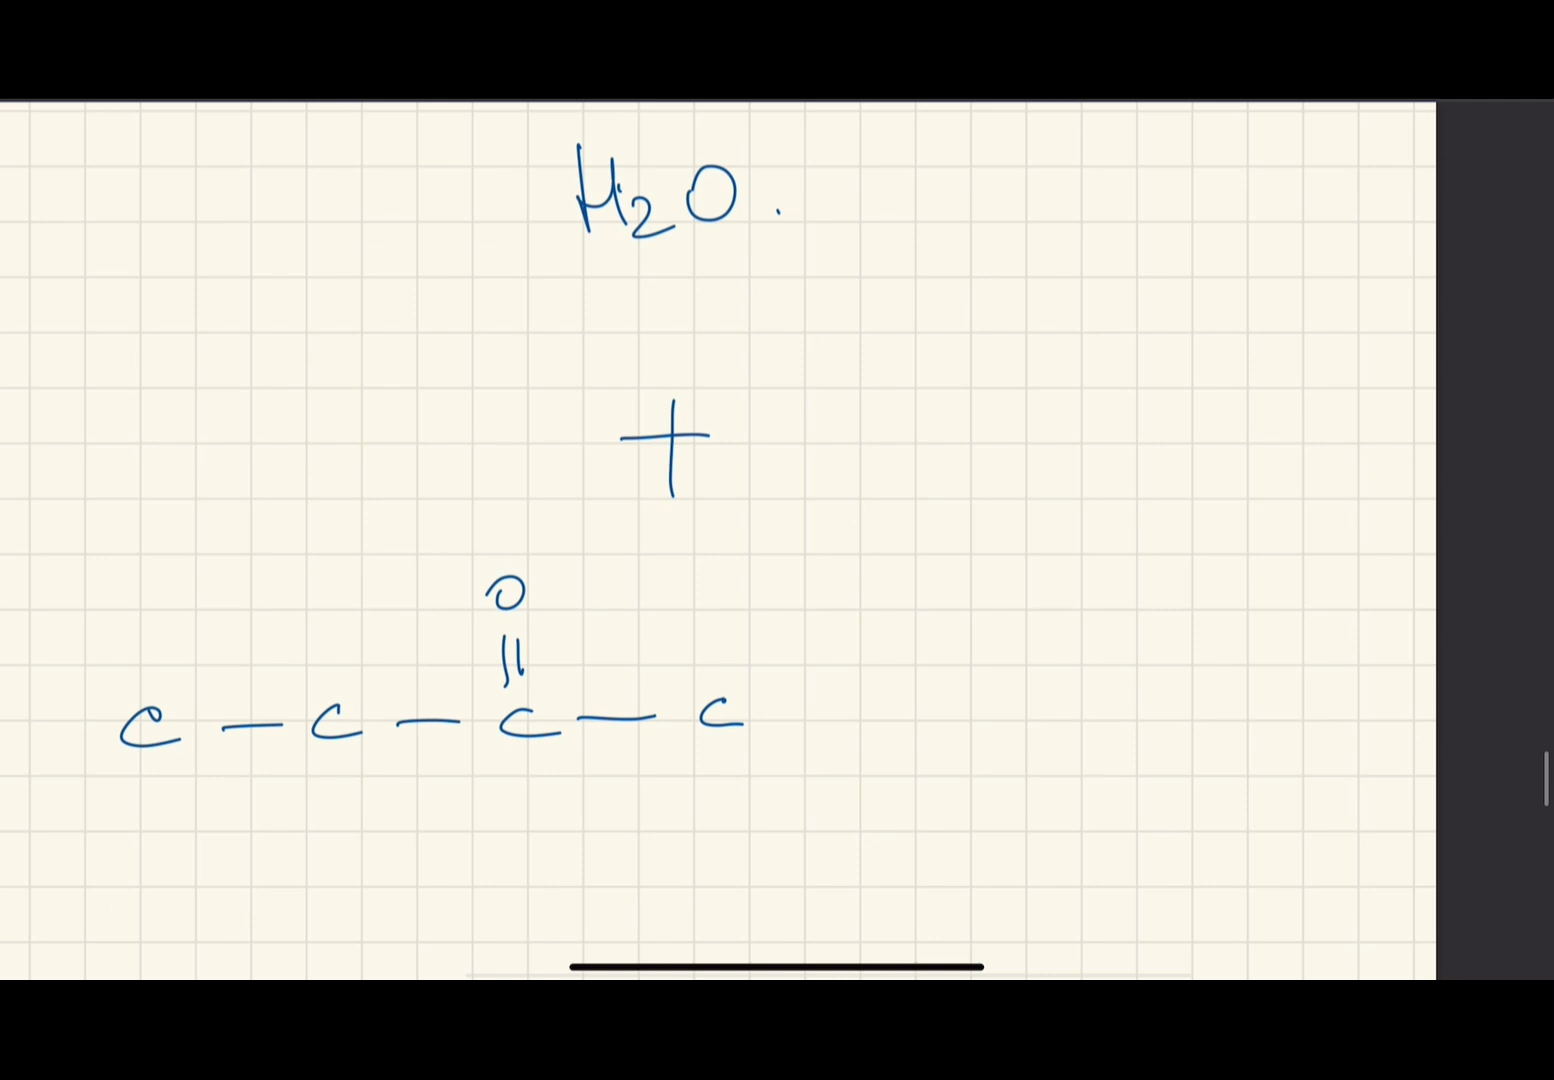 H₂O.
+
O
||
C — C — C — C